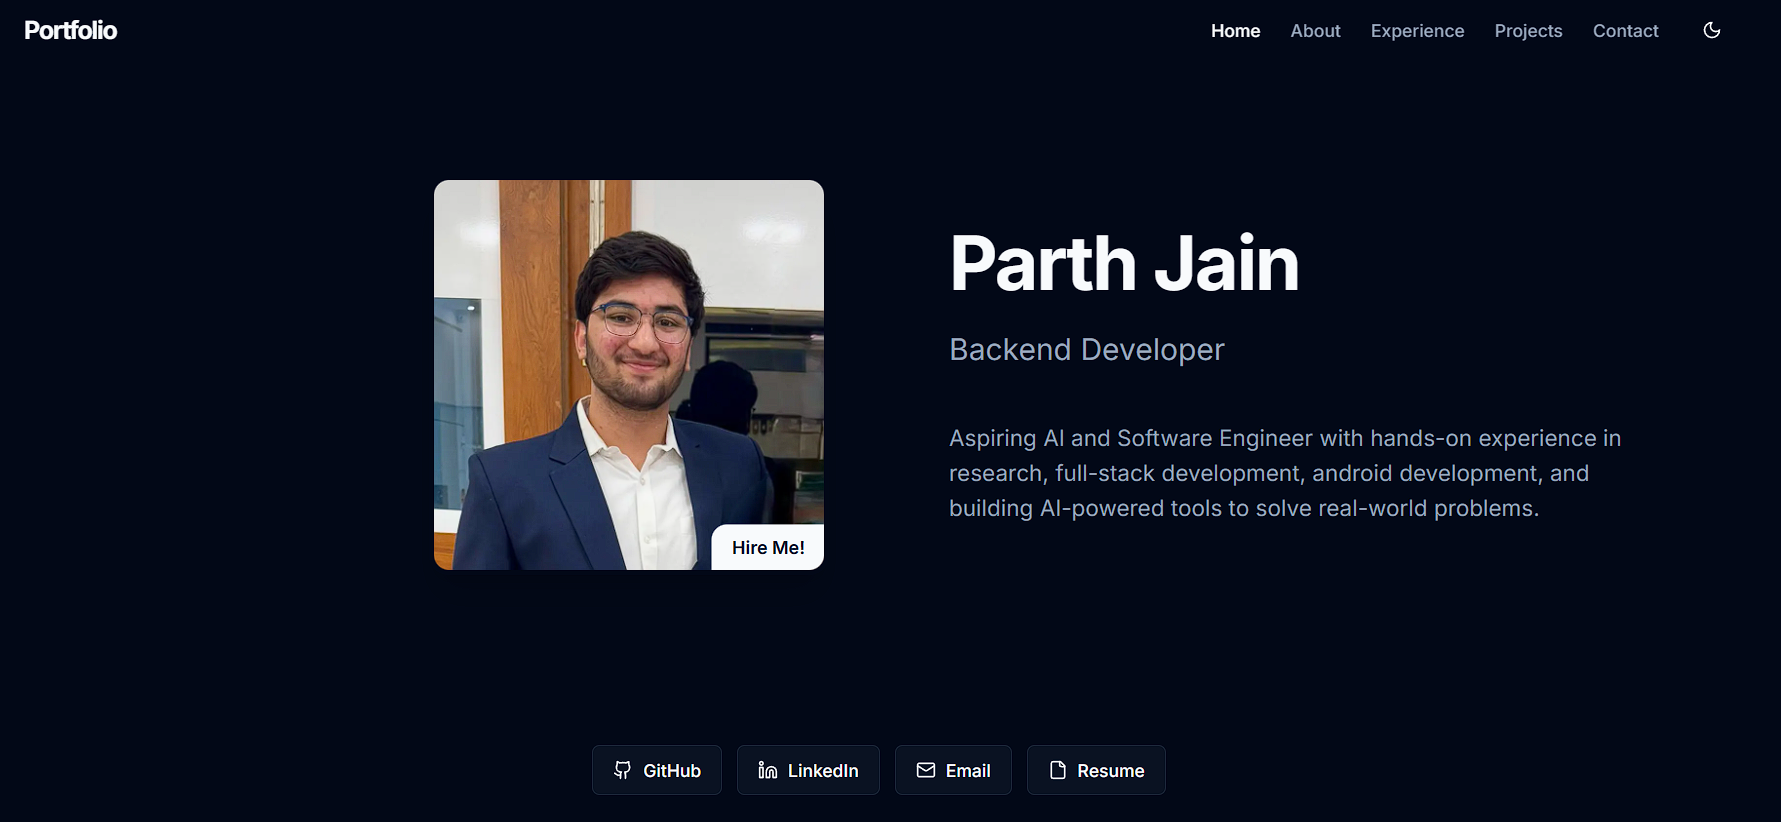 Portfolio
Home About Experience Projects Contact
Parth Jain
Backend Developer
Aspiring AI and Software Engineer with hands-on experience in
research, full-stack development, android development, and
building AI-powered tools to solve real-world problems.
Hire Me!
GitHub LinkedIn Email Resume